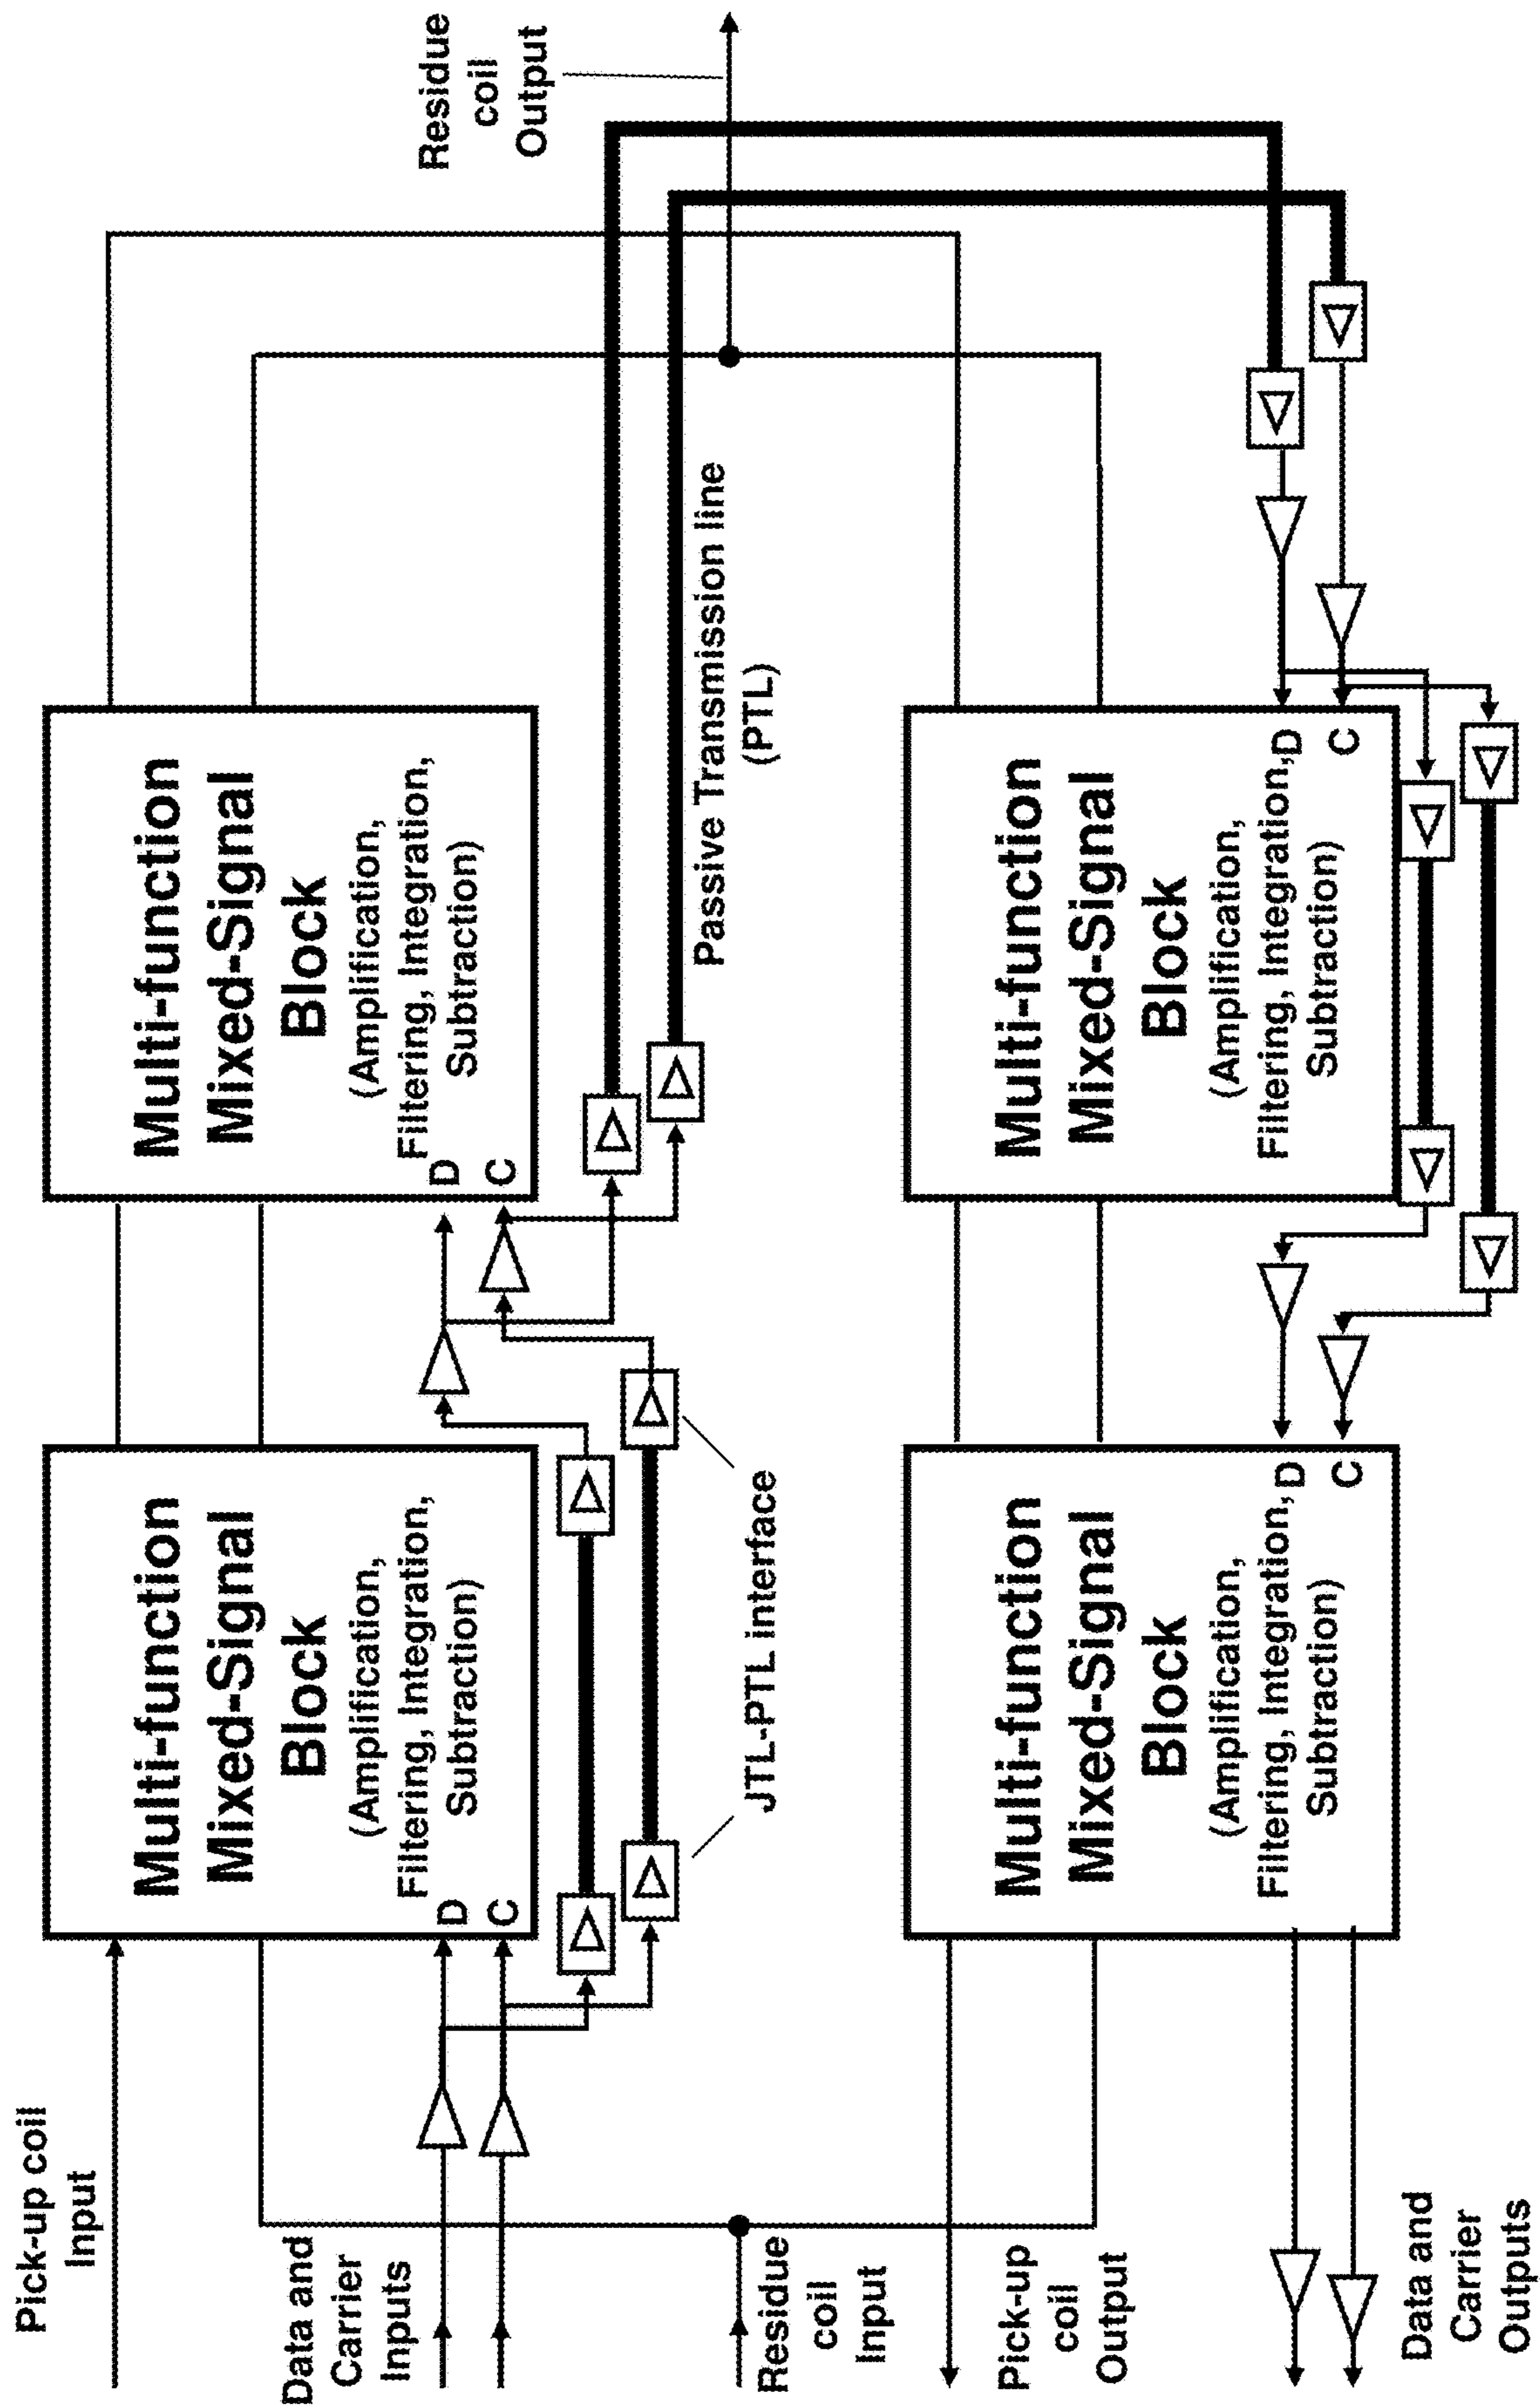 Pick-up coil
Input
Data and
Carrier
Inputs
Multi-function
Mixed-Signal
Block
(Amplification,
Filtering, Integration,
Subtraction)
D
C
Multi-function
Mixed-Signal
Block
(Amplification,
Filtering, Integration,
Subtraction)
D
C
Residue
coil
Output
JTL-PTL interface
Passive Transmission line
(PTL)
Residue
coil
Input
Pick-up
coil
Output
Multi-function
Mixed-Signal
Block
(Amplification,
Filtering, Integration,
Subtraction)
D
C
Multi-function
Mixed-Signal
Block
(Amplification,
Filtering, Integration,
Subtraction)
D
C
Data and
Carrier
Outputs